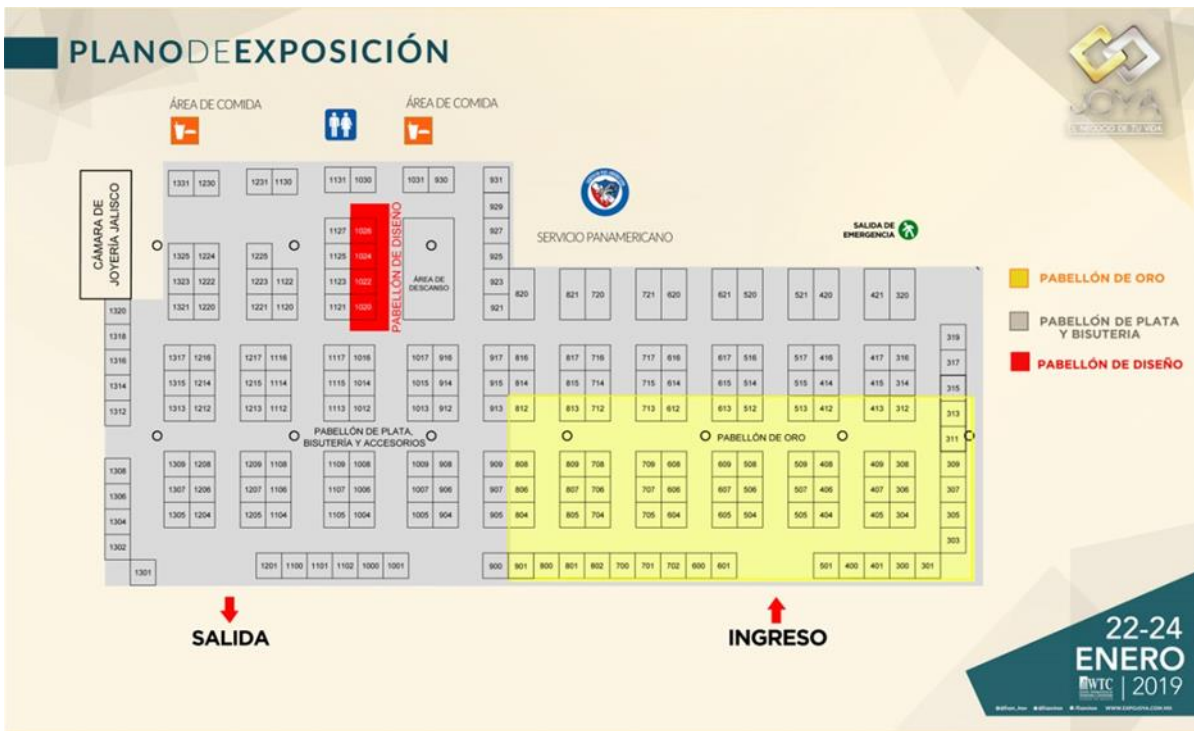 PLANODEEXPOSICIÓN
JOYA
EL NEGOCIO DE TU VIDA
ÁREA DE COMIDA
ÁREA DE COMIDA
CÁMARA DE
JOYERÍA JALISCO
SERVICIO PANAMERICANO
SALIDA DE
EMERGENCIA
1331 1230 1231 1130 1131 1030 1031 930 931
929
1127 1026 927
1325 1224 1225 1125 1024 925
1323 1222 1223 1122 1123 1022 923
1321 1220 1221 1120 1121 1020 921
PABELLÓN DE DISEÑO
ÁREA DE
DESCANSO
820 821 720 721 620 621 520 521 420 421 320
1320
1318 319
1316 1317 1216 1217 1116 1117 1016 1017 916 917 816 817 716 717 616 617 516 517 416 417 316 317
1314 1315 1214 1215 1114 1115 1014 1015 914 915 814 815 714 715 614 615 514 515 414 415 314 315
1312 1313 1212 1213 1112 1113 1012 1013 912 913 812 813 712 713 612 613 512 513 412 413 312 313
PABELLÓN DE PLATA,
BISUTERÍA Y ACCESORIOS
PABELLÓN DE ORO
311
1308 1309 1208 1209 1108 1109 1008 1009 908 909 808 809 708 709 608 609 508 509 408 409 308 309
1306 1307 1206 1207 1106 1107 1006 1007 906 907 806 807 706 707 606 607 506 507 406 407 306 307
1304 1305 1204 1205 1104 1105 1004 1005 904 905 804 805 704 705 604 605 504 505 404 405 304 305
1302 303
1301 1201 1100 1101 1102 1000 1001 900 901 800 801 802 700 701 702 600 601 501 400 401 300 301
PABELLÓN DE ORO
PABELLÓN DE PLATA
Y BISUTERIA
PABELLÓN DE DISEÑO
SALIDA
INGRESO
22-24
ENERO
WTC | 2019
WWW.EXPOJOYA.COM.MX